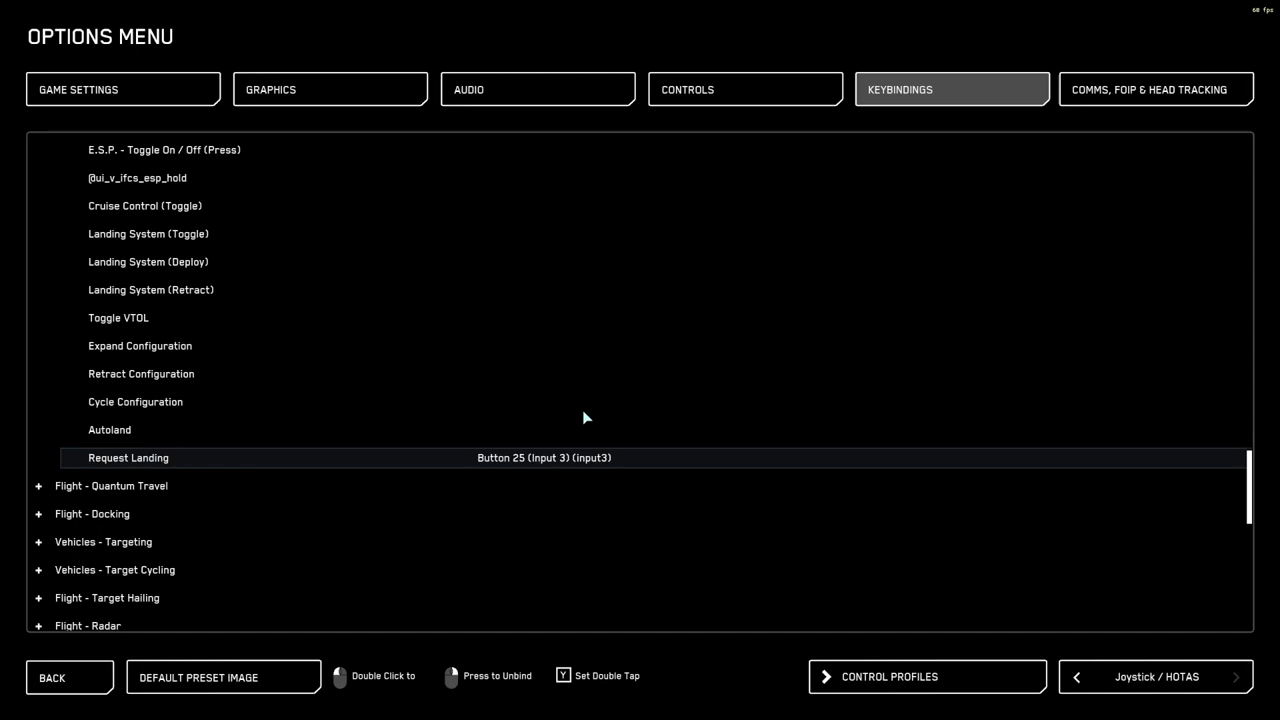 60 fps
OPTIONS MENU
GAME SETTINGS
GRAPHICS
AUDIO
CONTROLS
KEYBINDINGS
COMMS, FOIP & HEAD TRACKING
E.S.P. - Toggle On / Off (Press)
@ui_v_ifcs_esp_hold
Cruise Control (Toggle)
Landing System (Toggle)
Landing System (Deploy)
Landing System (Retract)
Toggle VTOL
Expand Configuration
Retract Configuration
Cycle Configuration
Autoland
Request Landing Button 25 (Input 3) (input3)
+ Flight - Quantum Travel
+ Flight - Docking
+ Vehicles - Targeting
+ Vehicles - Target Cycling
+ Flight - Target Hailing
+ Flight - Radar
BACK
DEFAULT PRESET IMAGE
Double Click to
Press to Unbind
Y Set Double Tap
CONTROL PROFILES
Joystick / HOTAS